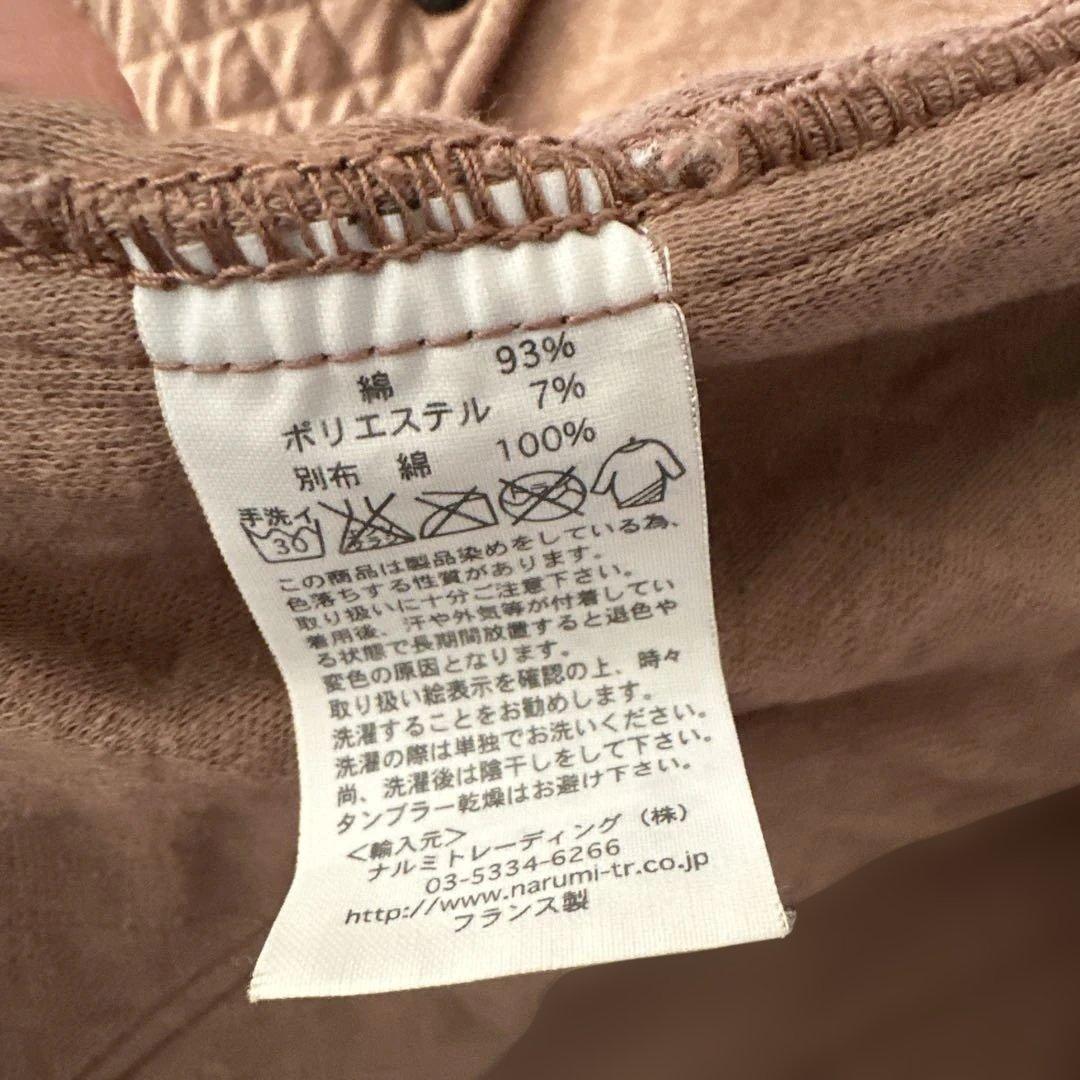 綿 93%
ポリエステル 7%
別布 綿 100%
手洗イ
30
この商品は製品染めをしている為、
色落ちする性質があります。
取り扱いに十分ご注意下さい。
着用後、汗や外気等が付着してい
る状態で長期間放置すると退色や
変色の原因となります。
取り扱い絵表示を確認の上、時々
洗濯することをお勧めします。
洗濯の際は単独でお洗いください。
尚、洗濯後は陰干しをして下さい。
タンブラー乾燥はお避け下さい。
<輸入元>
ナルミトレーディング(株)
03-5334-6266
http://www.narumi-tr.co.jp
フランス製